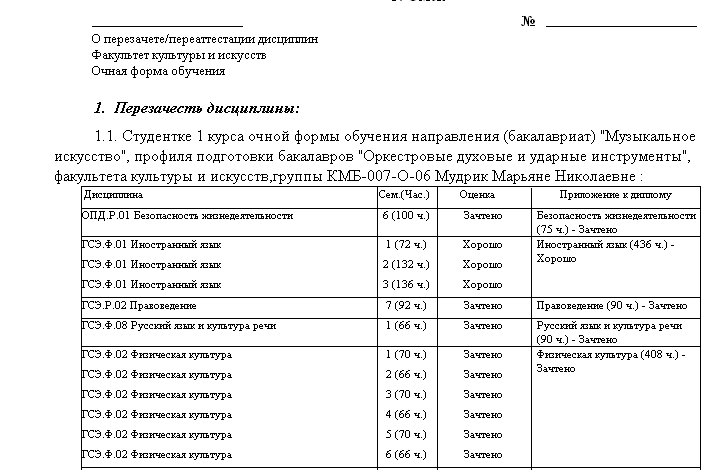 №
О перезачете/переаттестации дисциплин
Факультет культуры и искусств
Очная форма обучения
1. Перезачесть дисциплины:
1.1. Студентке 1 курса очной формы обучения направления (бакалавриат) "Музыкальное
искусство", профиля подготовки бакалавров "Оркестровые духовые и ударные инструменты",
факультета культуры и искусств,группы КМБ-007-О-06 Мудрик Марьяне Николаевне :
Дисциплина Сем.(Час.) Оценка Приложение к диплому
ОПД.Р.01 Безопасность жизнедеятельности 6 (100 ч.) Зачтено Безопасность жизнедеятельности
(75 ч.) - Зачтено
ГСЭ.Ф.01 Иностранный язык 1 (72 ч.) Хорошо Иностранный язык (436 ч.) -
Хорошо
ГСЭ.Ф.01 Иностранный язык 2 (132 ч.) Хорошо
ГСЭ.Ф.01 Иностранный язык 3 (136 ч.) Хорошо
ГСЭ.Р.02 Правоведение 7 (92 ч.) Зачтено Правоведение (90 ч.) - Зачтено
ГСЭ.Ф.08 Русский язык и культура речи 1 (66 ч.) Зачтено Русский язык и культура речи
(90 ч.) - Зачтено
ГСЭ.Ф.02 Физическая культура 1 (70 ч.) Зачтено Физическая культура (408 ч.) -
Зачтено
ГСЭ.Ф.02 Физическая культура 2 (66 ч.) Зачтено
ГСЭ.Ф.02 Физическая культура 3 (70 ч.) Зачтено
ГСЭ.Ф.02 Физическая культура 4 (66 ч.) Зачтено
ГСЭ.Ф.02 Физическая культура 5 (70 ч.) Зачтено
ГСЭ.Ф.02 Физическая культура 6 (66 ч.) Зачтено